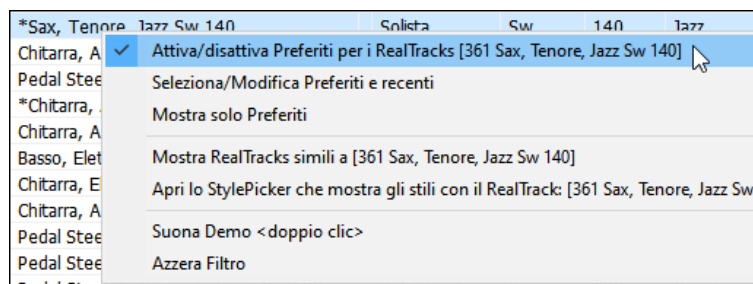 *Sax, Tenore, Jazz Sw 140 Solista Sw 140 Jazz
Chitarra, A
Attiva/disattiva Preferiti per i RealTracks [361 Sax, Tenore, Jazz Sw 140]
Pedal Stee
Seleziona/Modifica Preferiti e recenti
*Chitarra,
Mostra solo Preferiti
Chitarra, A
Basso, Elet
Mostra RealTracks simili a [361 Sax, Tenore, Jazz Sw 140]
Chitarra, E
Apri lo StylePicker che mostra gli stili con il RealTrack: [361 Sax, Tenore, Jazz Sw
Chitarra, A
Pedal Stee
Suona Demo <doppio clic>
Pedal Stee
Azzera Filtro